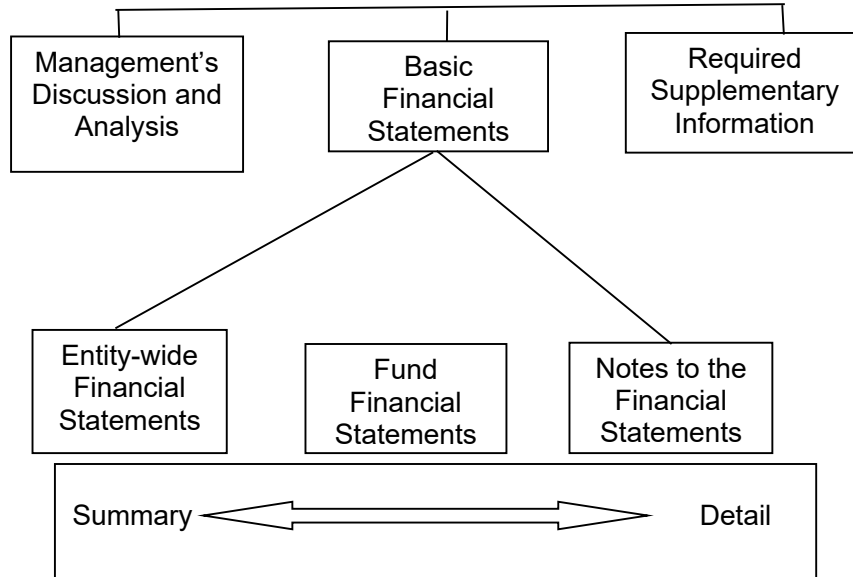 Management’s
Discussion and
Analysis
Basic
Financial
Statements
Required
Supplementary
Information
Entity-wide
Financial
Statements
Fund
Financial
Statements
Notes to the
Financial
Statements
Summary
Detail